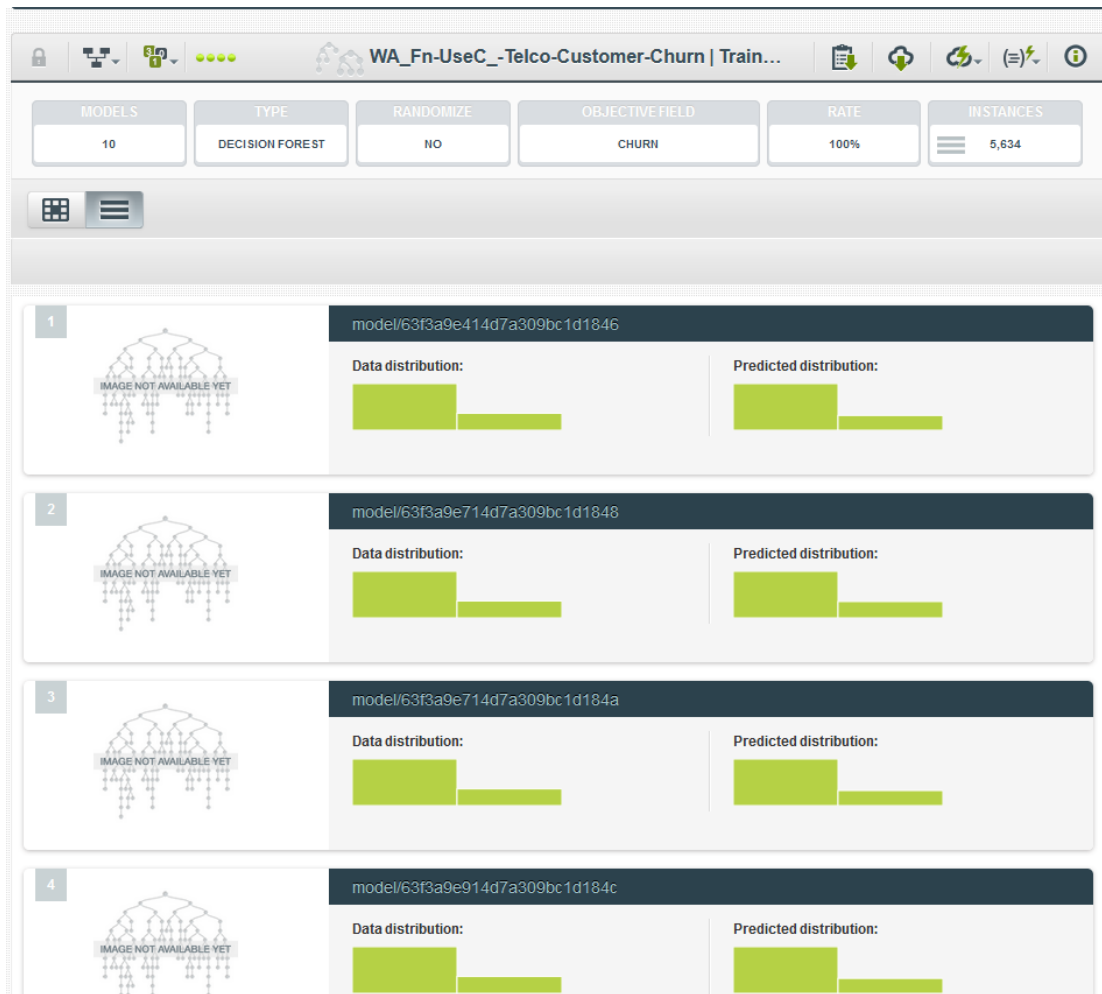 WA_Fn-UseC_-Telco-Customer-Churn | Train...
(=)
MODELS TYPE RANDOMIZE OBJECTIVE FIELD RATE INSTANCES
10 DECISION FOREST NO CHURN 100% 5,634
1
model/63f3a9e414d7a309bc1d1846
IMAGE NOT AVAILABLE YET
Data distribution: Predicted distribution:
2
model/63f3a9e714d7a309bc1d1848
IMAGE NOT AVAILABLE YET
Data distribution: Predicted distribution:
3
model/63f3a9e714d7a309bc1d184a
IMAGE NOT AVAILABLE YET
Data distribution: Predicted distribution:
4
model/63f3a9e914d7a309bc1d184c
IMAGE NOT AVAILABLE YET
Data distribution: Predicted distribution: